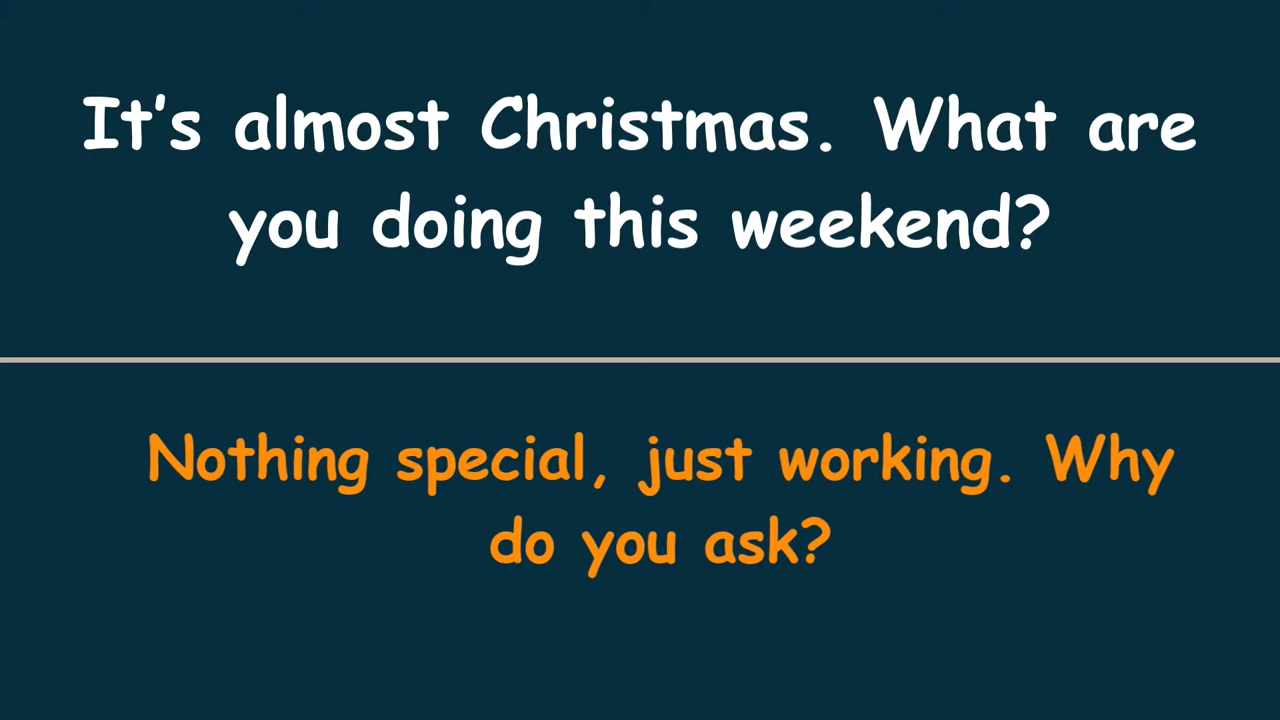 It's almost Christmas. What are
you doing this weekend?
Nothing special, just working. Why
do you ask?